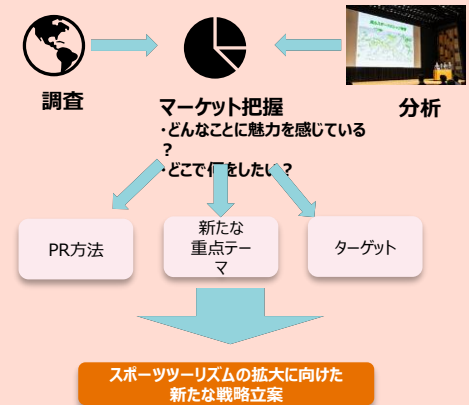 調査
マーケット把握
分析
・どんなことに魅力を感じている
?
・どこで何をしたい?
PR方法
新たな
重点テー
マ
ターゲット
スポーツツーリズムの拡大に向けた
新たな戦略立案